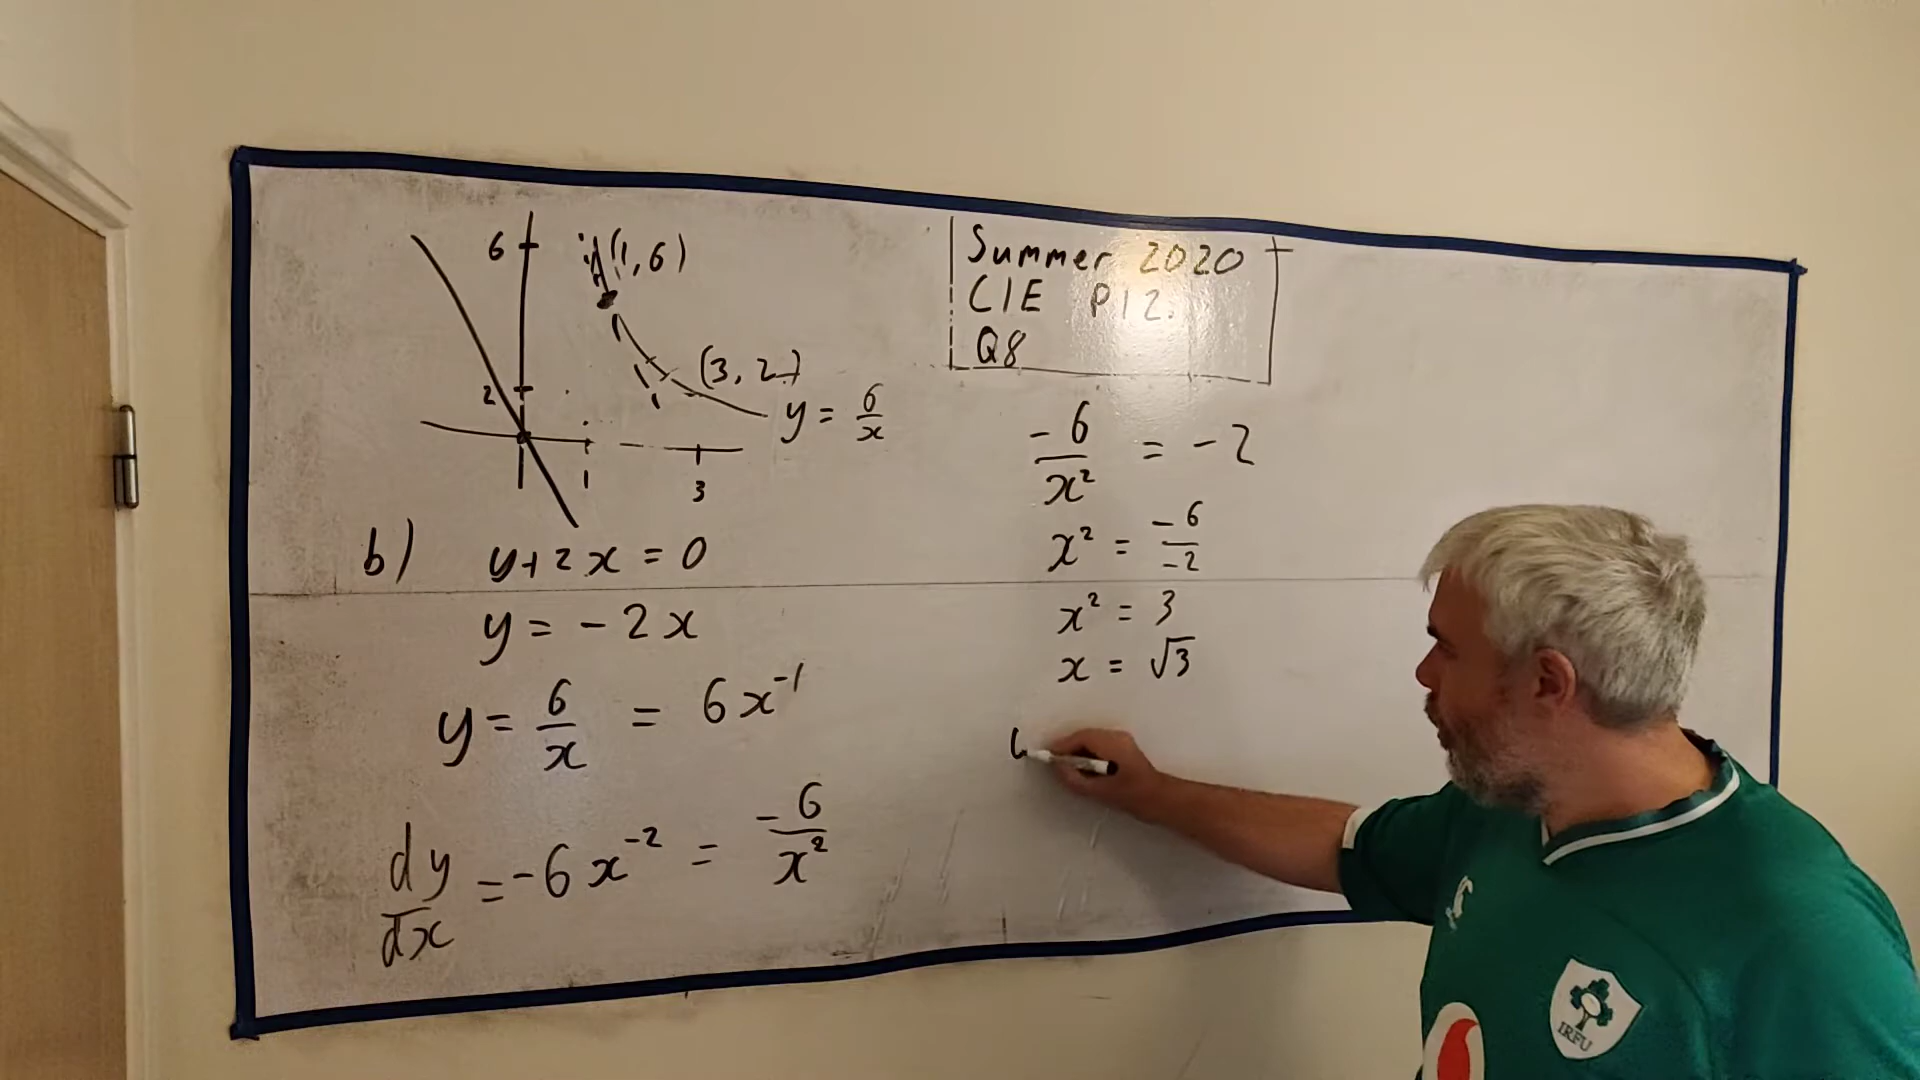 6 (1, 6)
(3, 2)
2
y = 6/x
1 3
b) y+2x = 0
y = -2x
y = 6/x = 6x⁻¹
dy/dx = -6x⁻² = -6/x²
Summer 2020
CIE P12.
Q8
-6/x² = -2
x² = -6/-2
x² = 3
x = √3
IRFU